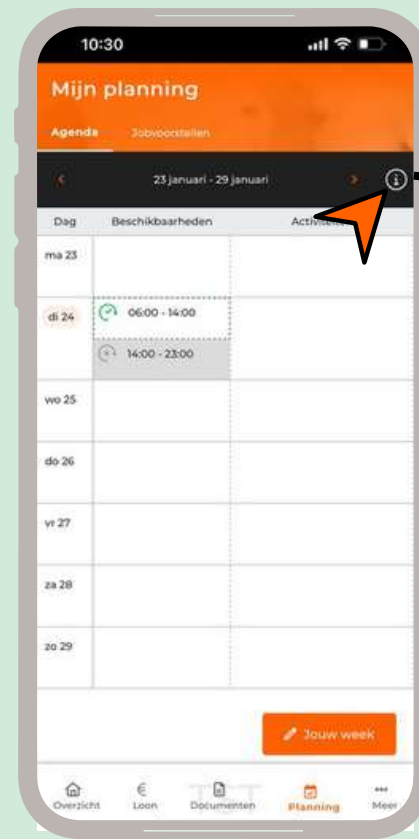 10:30
Mijn planning
Agenda Jobvoorstellen
23 januari - 29 januari
Dag Beschikbaarheden
ma 23
di 24 06:00 - 14:00
14:00 - 23:00
wo 25
do 26
vr 27
za 28
zo 29
Jouw week
Overzicht Loon Documenten Planning Meer